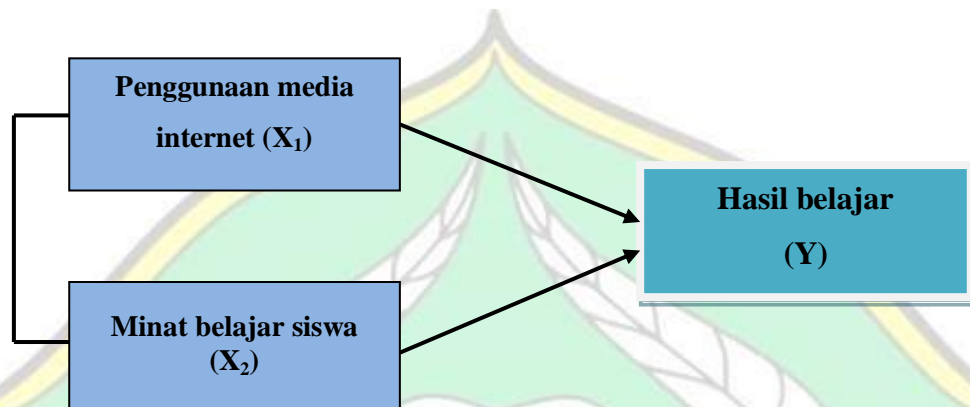 Penggunaan media
internet (X₁)
Hasil belajar
(Y)
Minat belajar siswa
(X₂)